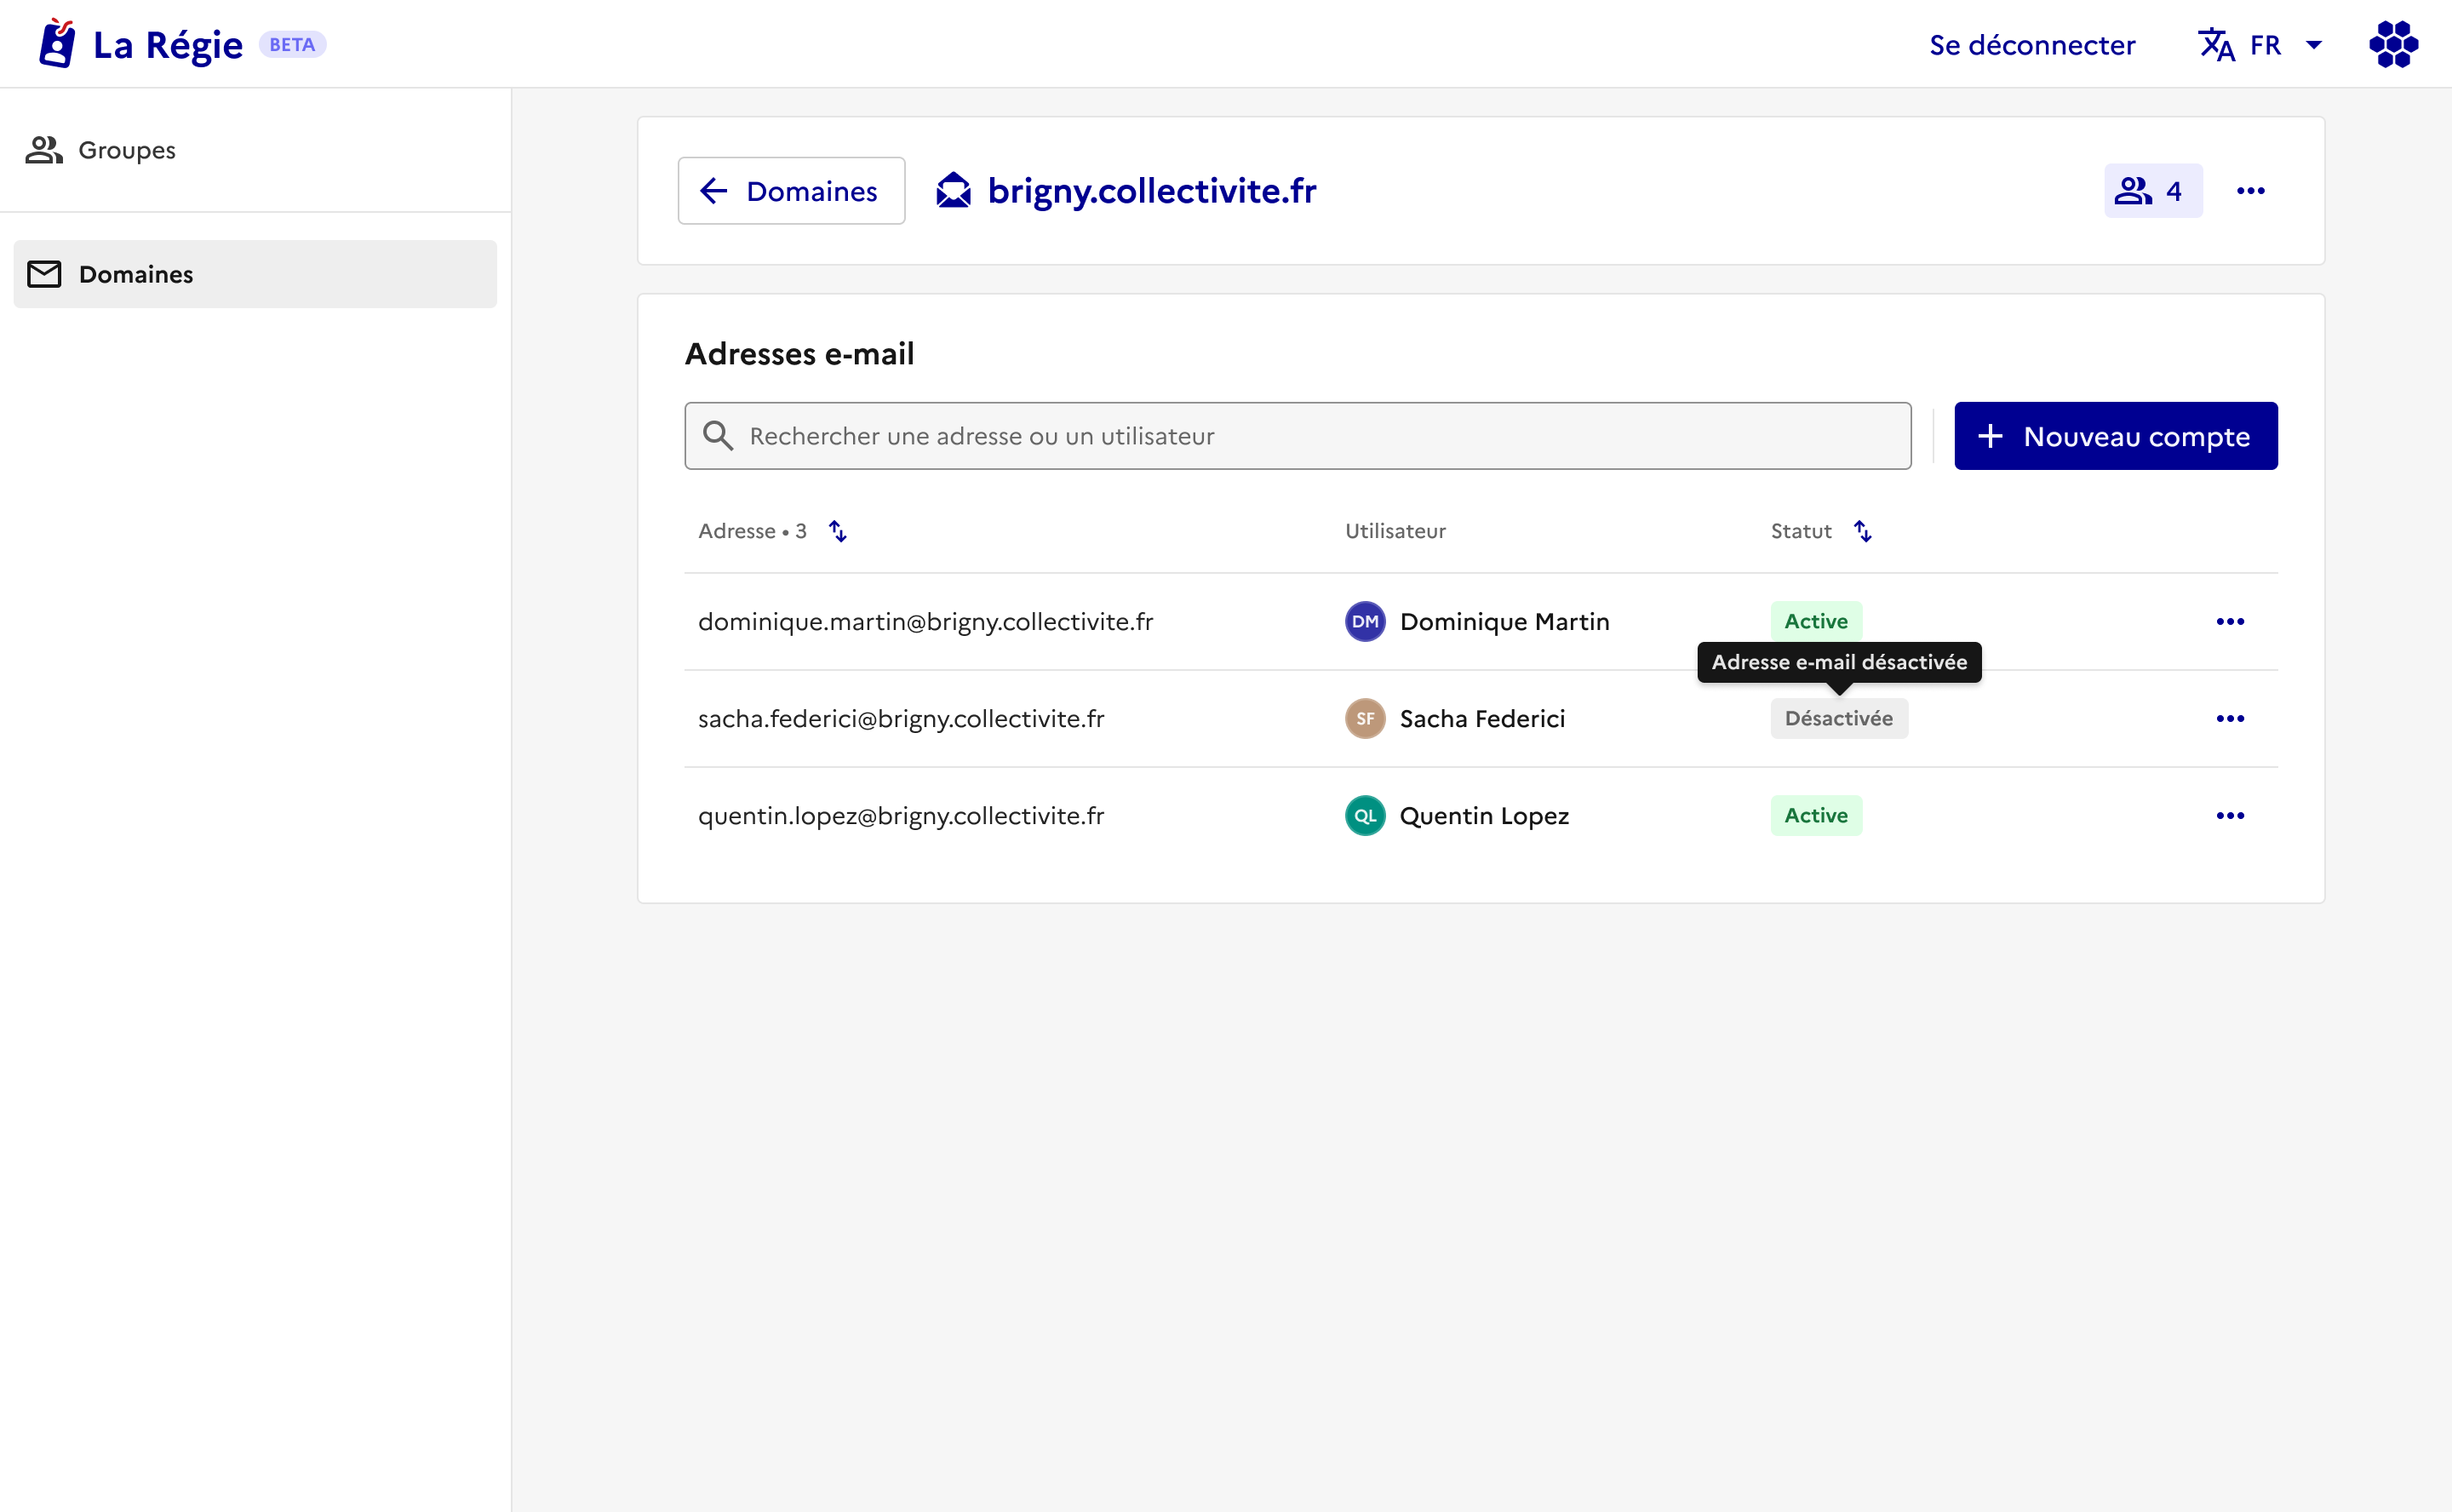 La Régie BETA
Se déconnecter
FR
Groupes
Domaines
Domaines
brigny.collectivite.fr
4
Adresses e-mail
Rechercher une adresse ou un utilisateur
Nouveau compte
Adresse • 3
Utilisateur
Statut
dominique.martin@brigny.collectivite.fr
DM
Dominique Martin
Active
Adresse e-mail désactivée
sacha.federici@brigny.collectivite.fr
SF
Sacha Federici
Désactivée
quentin.lopez@brigny.collectivite.fr
QL
Quentin Lopez
Active